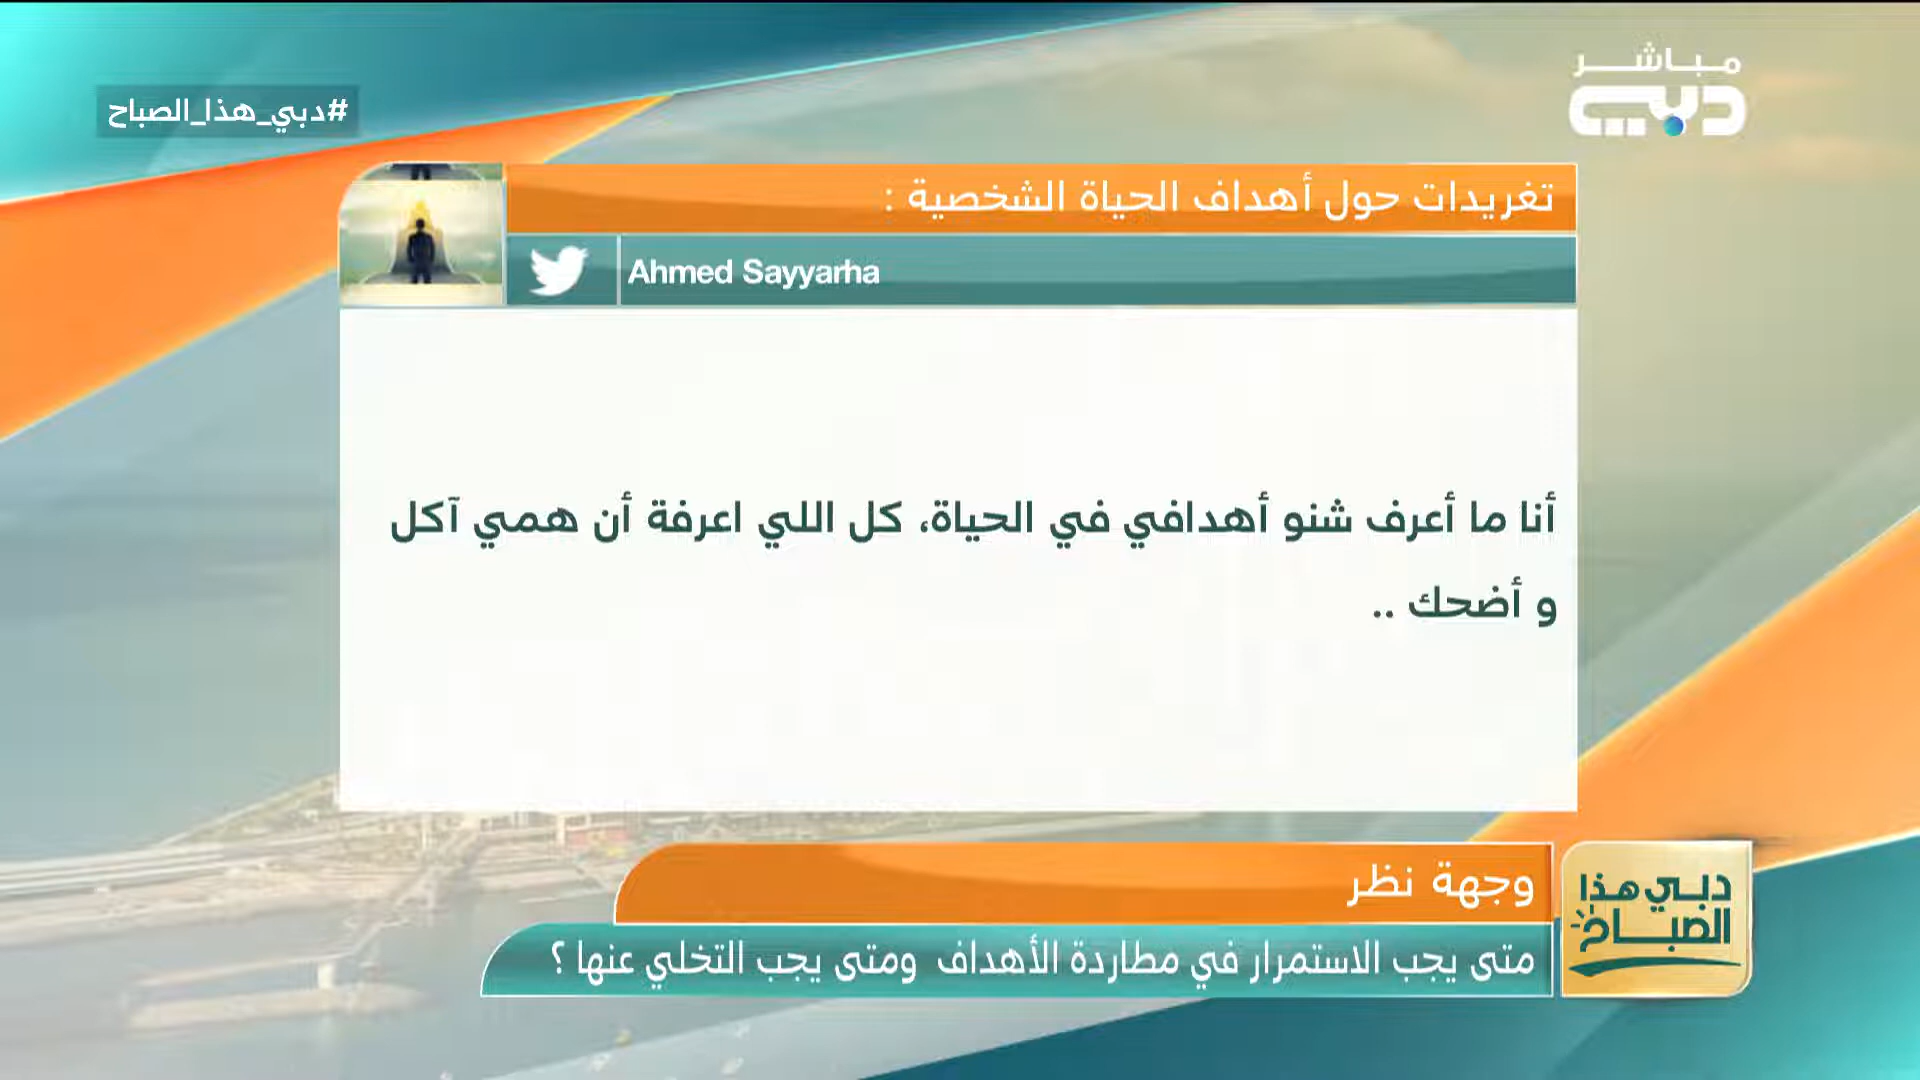 #دبي_هذا_الصباح
مباشر
دبي
تغريدات حول أهداف الحياة الشخصية :
Ahmed Sayyarha
أنا ما أعرف شنو أهدافي في الحياة، كل اللي اعرفة أن همي آكل
و أضحك ..
وجهة نظر
متى يجب الاستمرار في مطاردة الأهداف ومتى يجب التخلي عنها ؟
دبي هذا
الصباح